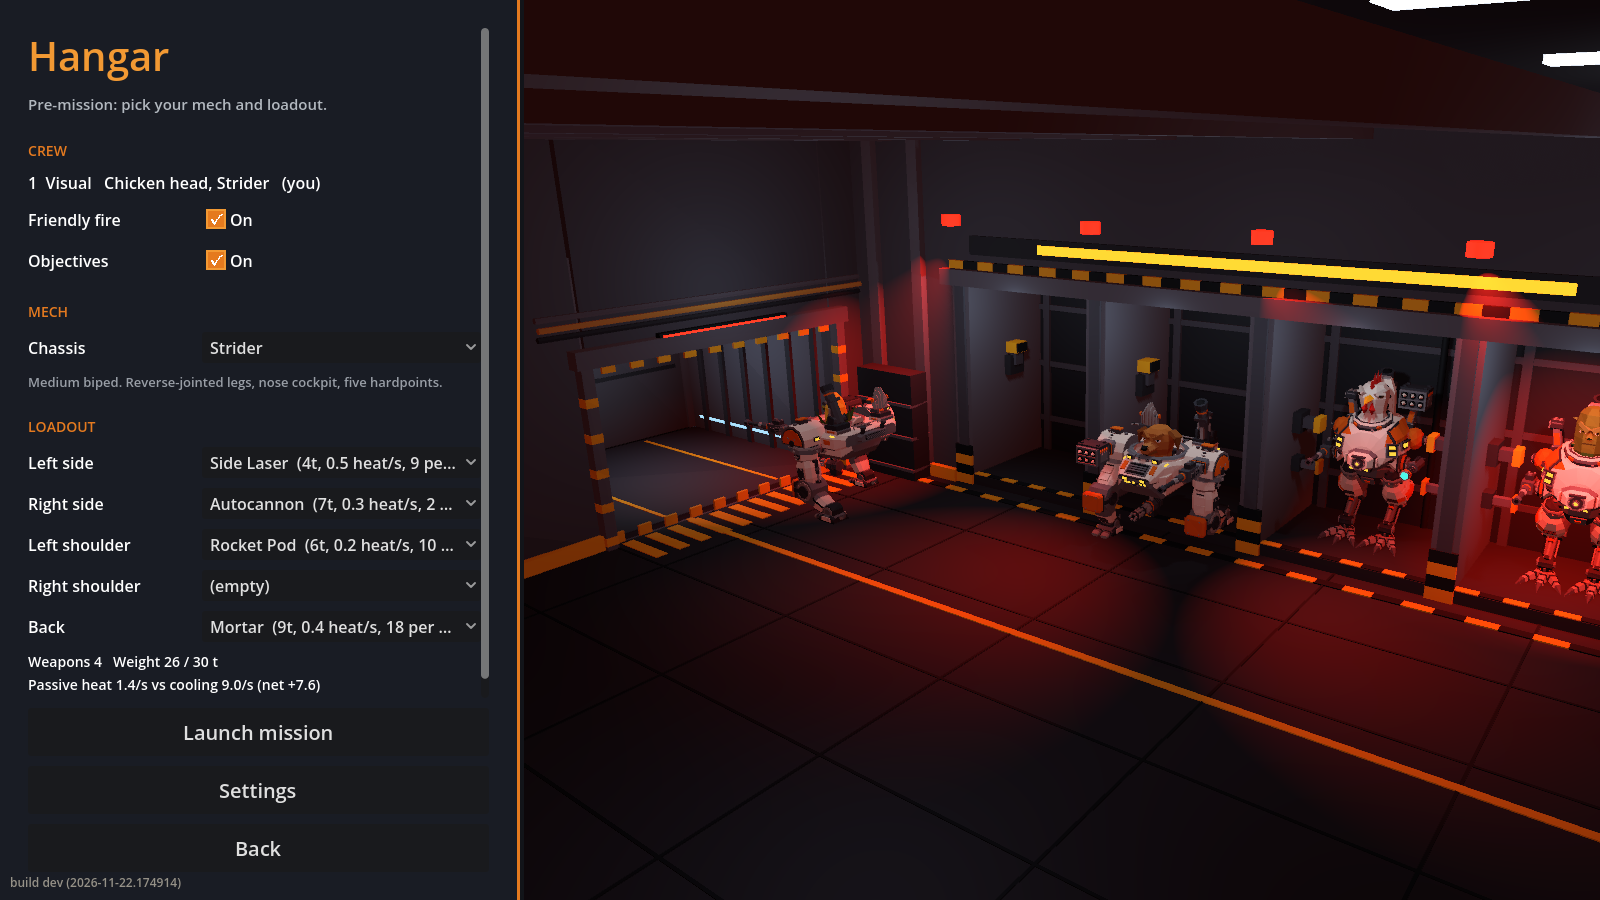 Hangar
Pre-mission: pick your mech and loadout.
CREW
1 Visual Chicken head, Strider (you)
Friendly fire On
Objectives On
MECH
Chassis Strider
Medium biped. Reverse-jointed legs, nose cockpit, five hardpoints.
LOADOUT
Left side Side Laser (4t, 0.5 heat/s, 9 pe...
Right side Autocannon (7t, 0.3 heat/s, 2 ...
Left shoulder Rocket Pod (6t, 0.2 heat/s, 10 ...
Right shoulder (empty)
Back Mortar (9t, 0.4 heat/s, 18 per ...
Weapons 4 Weight 26 / 30 t
Passive heat 1.4/s vs cooling 9.0/s (net +7.6)
Launch mission
Settings
Back
build dev (2026-11-22.174914)